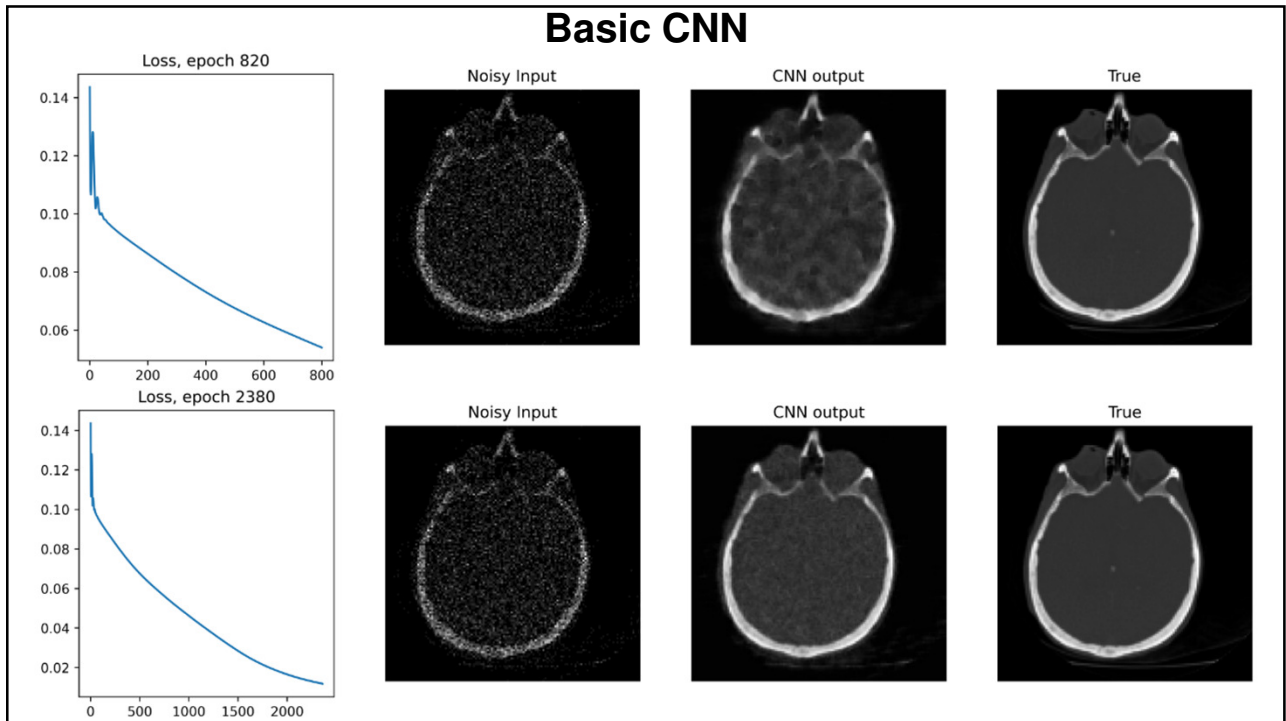 Basic CNN
Loss, epoch 820
Noisy Input
CNN output
True
0.14
0.12
0.10
0.08
0.06
0 200 400 600 800
Loss, epoch 2380
Noisy Input
CNN output
True
0.14
0.12
0.10
0.08
0.06
0.04
0.02
0 500 1000 1500 2000